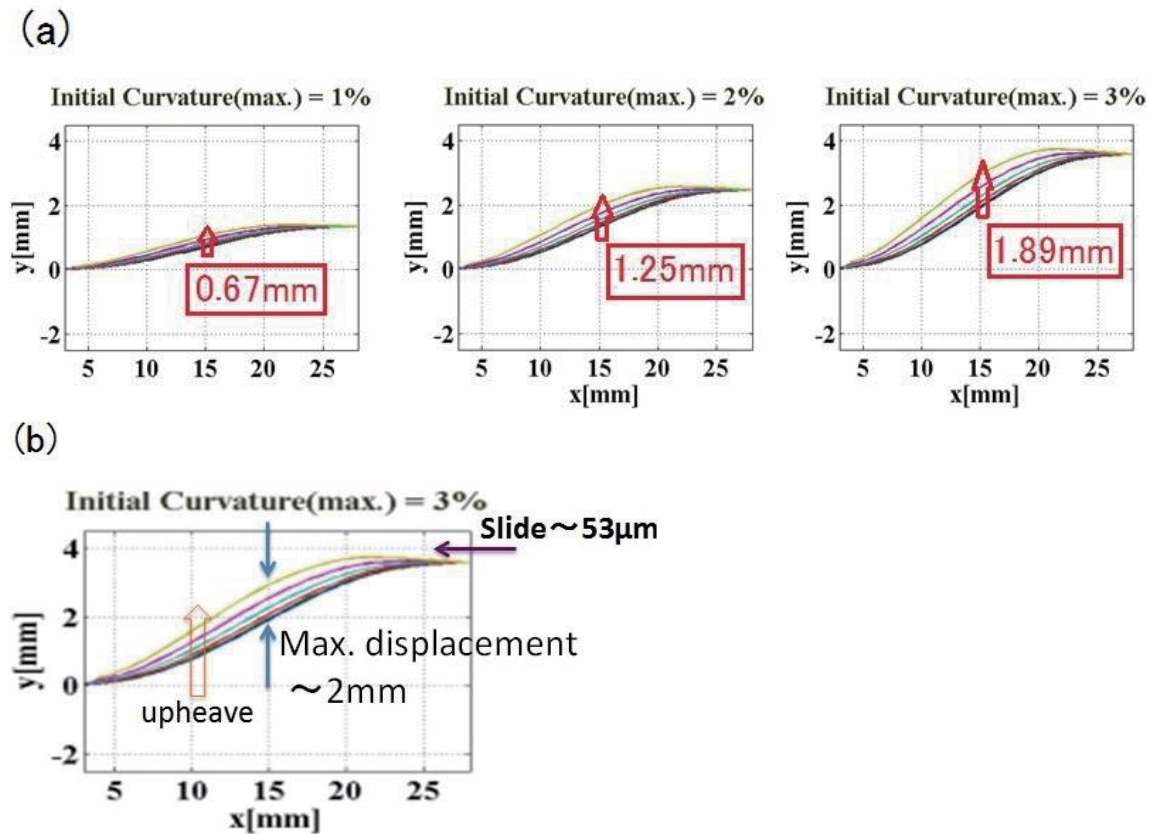 (a)
Initial Curvature(max.) = 1%
Initial Curvature(max.) = 2%
Initial Curvature(max.) = 3%
y[mm]
4
2
0
-2
0.67mm
5 10 15 20 25
y[mm]
4
2
0
-2
1.25mm
5 10 15 20 25
x[mm]
y[mm]
4
2
0
-2
1.89mm
5 10 15 20 25
x[mm]
(b)
Initial Curvature(max.) = 3%
Slide～53μm
y[mm]
4
2
0
-2
Max. displacement
～2mm
upheave
5 10 15 20 25
x[mm]